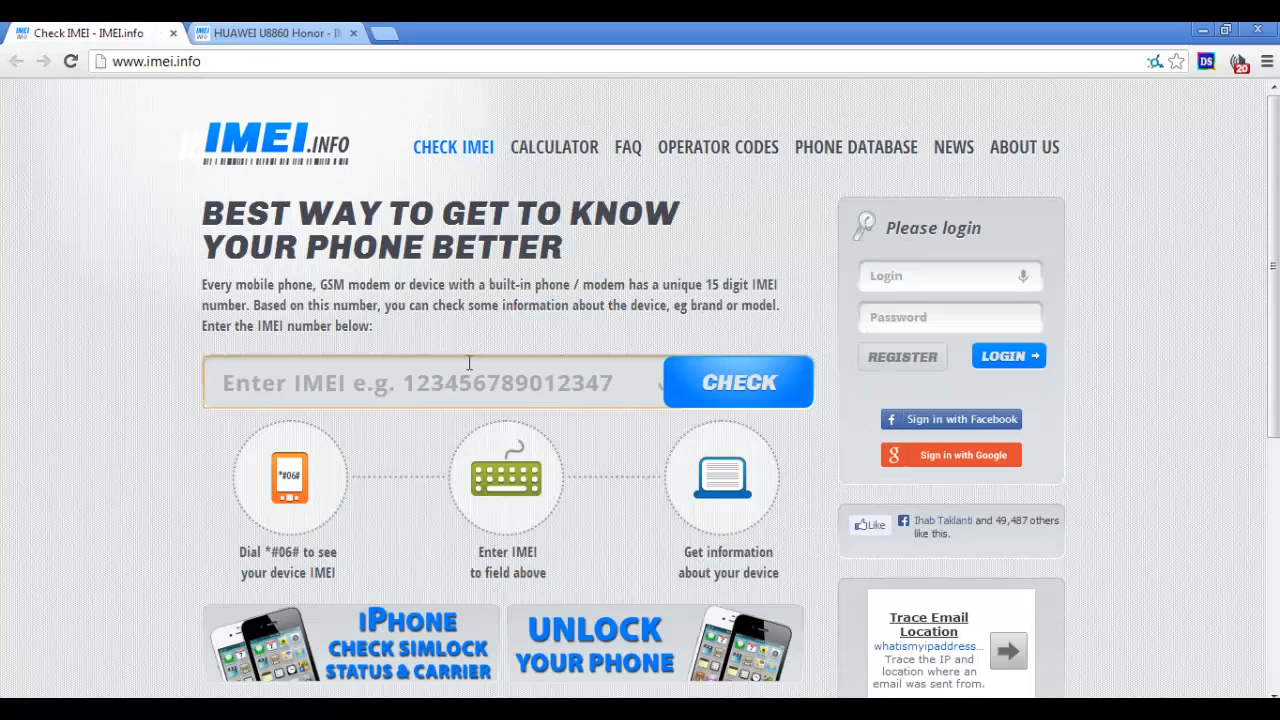 Check IMEI - IMEI.info
HUAWEI U8860 Honor - I
www.imei.info
DS
20
IMEI.INFO
CHECK IMEI
CALCULATOR
FAQ
OPERATOR CODES
PHONE DATABASE
NEWS
ABOUT US
BEST WAY TO GET TO KNOW
YOUR PHONE BETTER
Every mobile phone, GSM modem or device with a built-in phone / modem has a unique 15 digit IMEI
number. Based on this number, you can check some information about the device, eg brand or model.
Enter the IMEI number below:
Enter IMEI e.g. 123456789012347
CHECK
*#06#
Dial *#06# to see
your device IMEI
Enter IMEI
to field above
Get information
about your device
iPHONE
CHECK SIMLOCK
STATUS & CARRIER
UNLOCK
YOUR PHONE
Please login
Login
Password
REGISTER
LOGIN
Sign in with Facebook
Sign in with Google
Like
Ihab Taklanti and 49,487 others
like this.
Trace Email
Location
whatismyipaddress...
Trace the IP and
location where an
email was sent from.